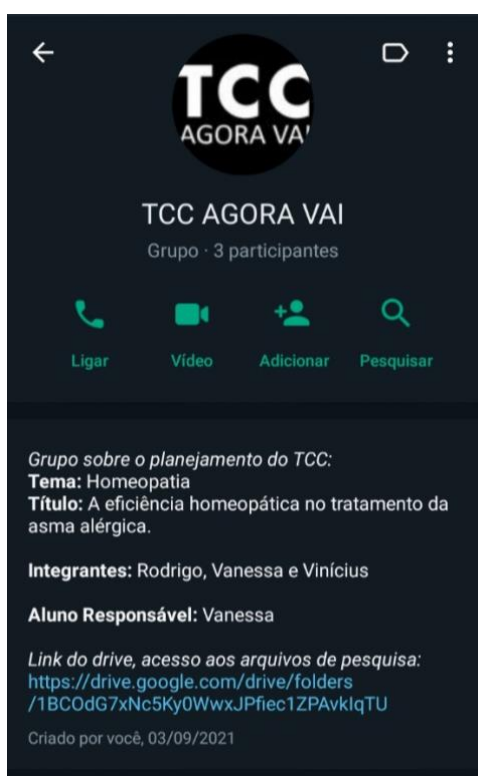 TCC
AGORA VAI
TCC AGORA VAI
Grupo · 3 participantes
Ligar Vídeo Adicionar Pesquisar
Grupo sobre o planejamento do TCC:
Tema: Homeopatia
Título: A eficiência homeopática no tratamento da
asma alérgica.
Integrantes: Rodrigo, Vanessa e Vinícius
Aluno Responsável: Vanessa
Link do drive, acesso aos arquivos de pesquisa:
https://drive.google.com/drive/folders
/1BCOdG7xNc5Ky0WwxJPfiec1ZPAvklqTU
Criado por você, 03/09/2021